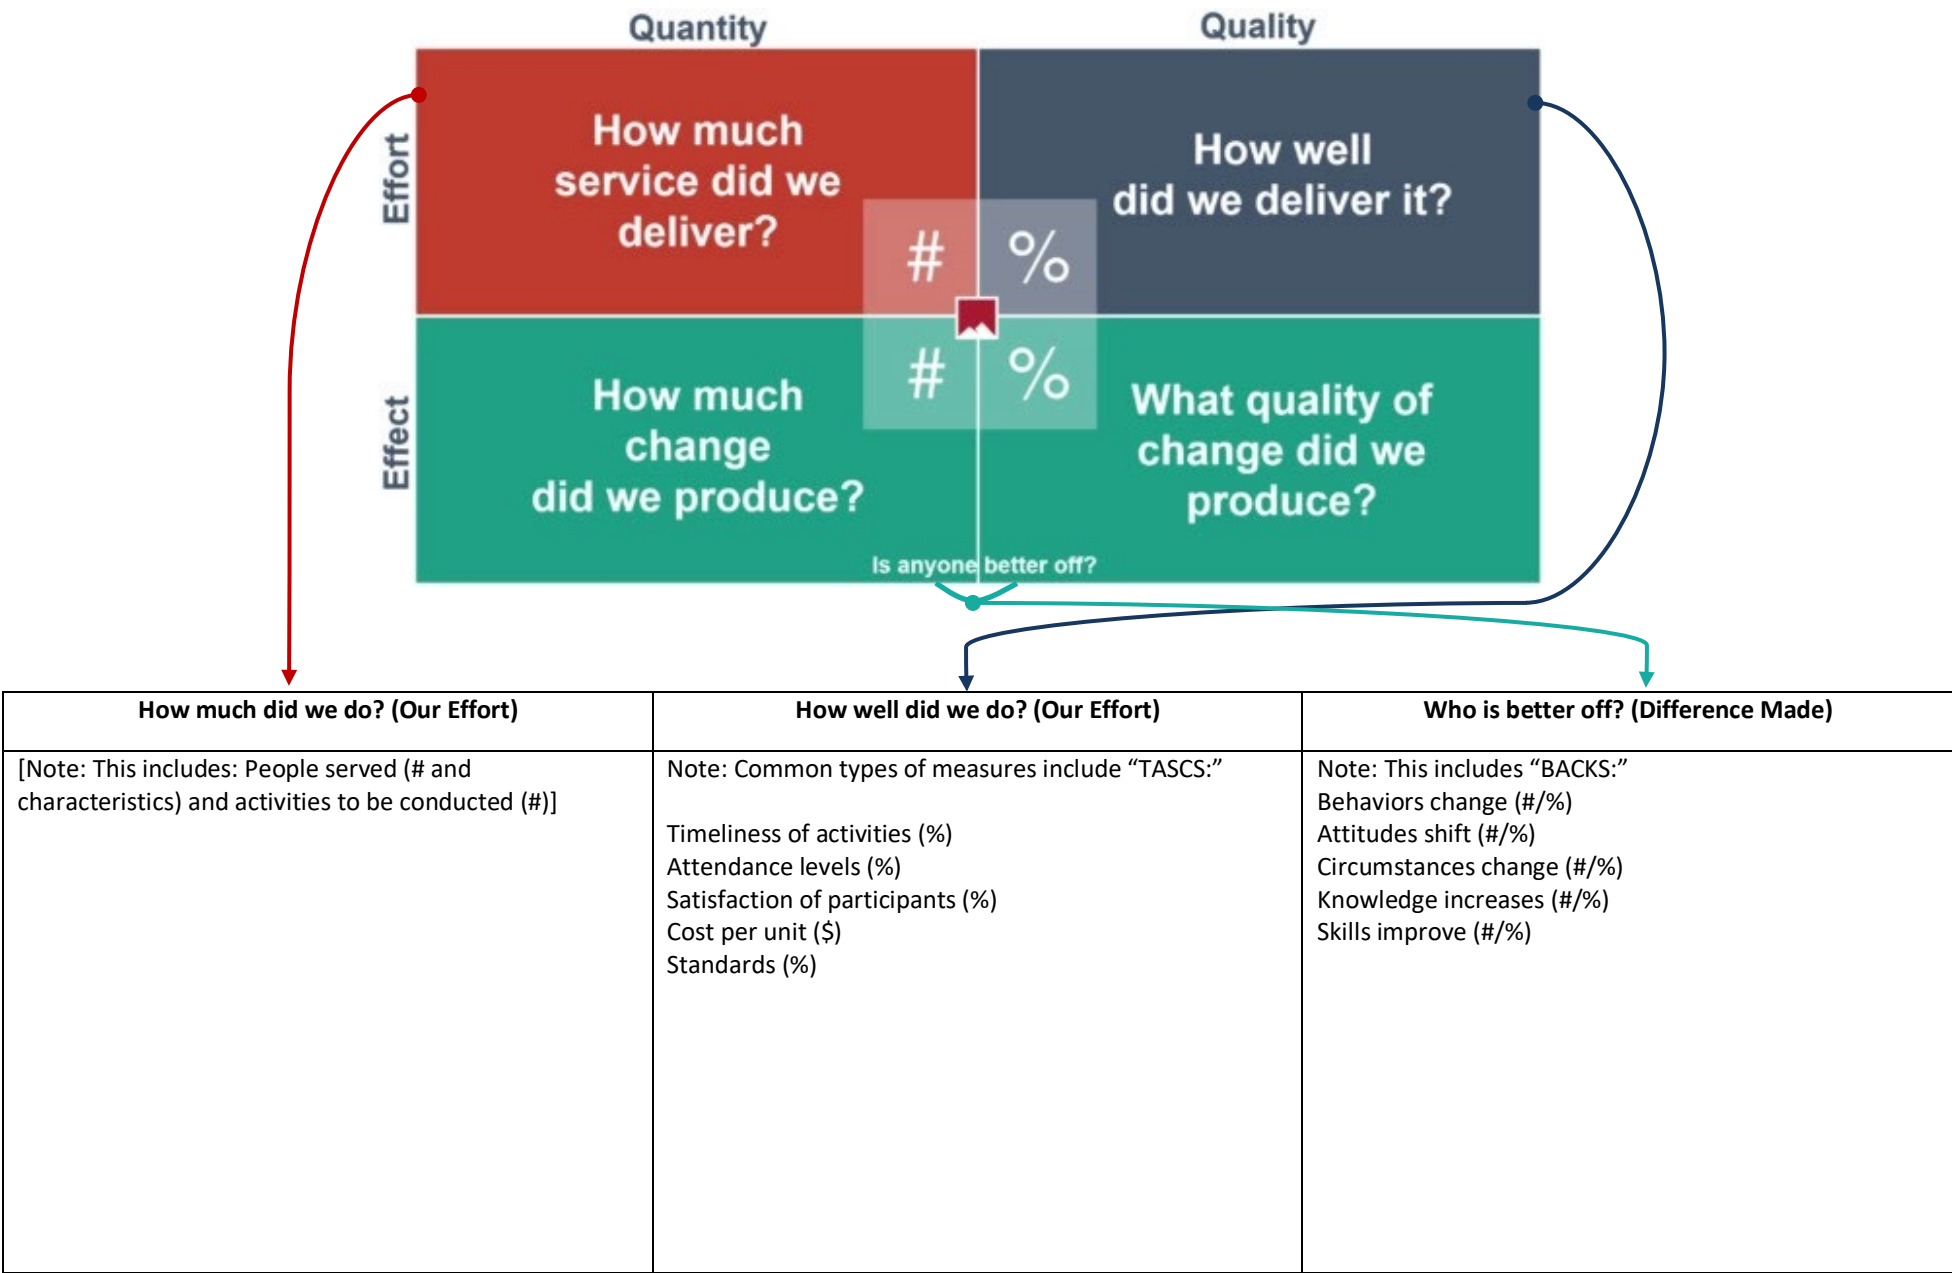 Quantity
Quality
Effort
How much
service did we
deliver?
#
%
How well
did we deliver it?
Effect
How much
change
did we produce?
#
%
What quality of
change did we
produce?
Is anyone better off?
How much did we do? (Our Effort)
How well did we do? (Our Effort)
Who is better off? (Difference Made)
[Note: This includes: People served (# and
characteristics) and activities to be conducted (#)]
Note: Common types of measures include “TASCS:”
Timeliness of activities (%)
Attendance levels (%)
Satisfaction of participants (%)
Cost per unit ($)
Standards (%)
Note: This includes “BACKS:”
Behaviors change (#/%)
Attitudes shift (#/%)
Circumstances change (#/%)
Knowledge increases (#/%)
Skills improve (#/%)